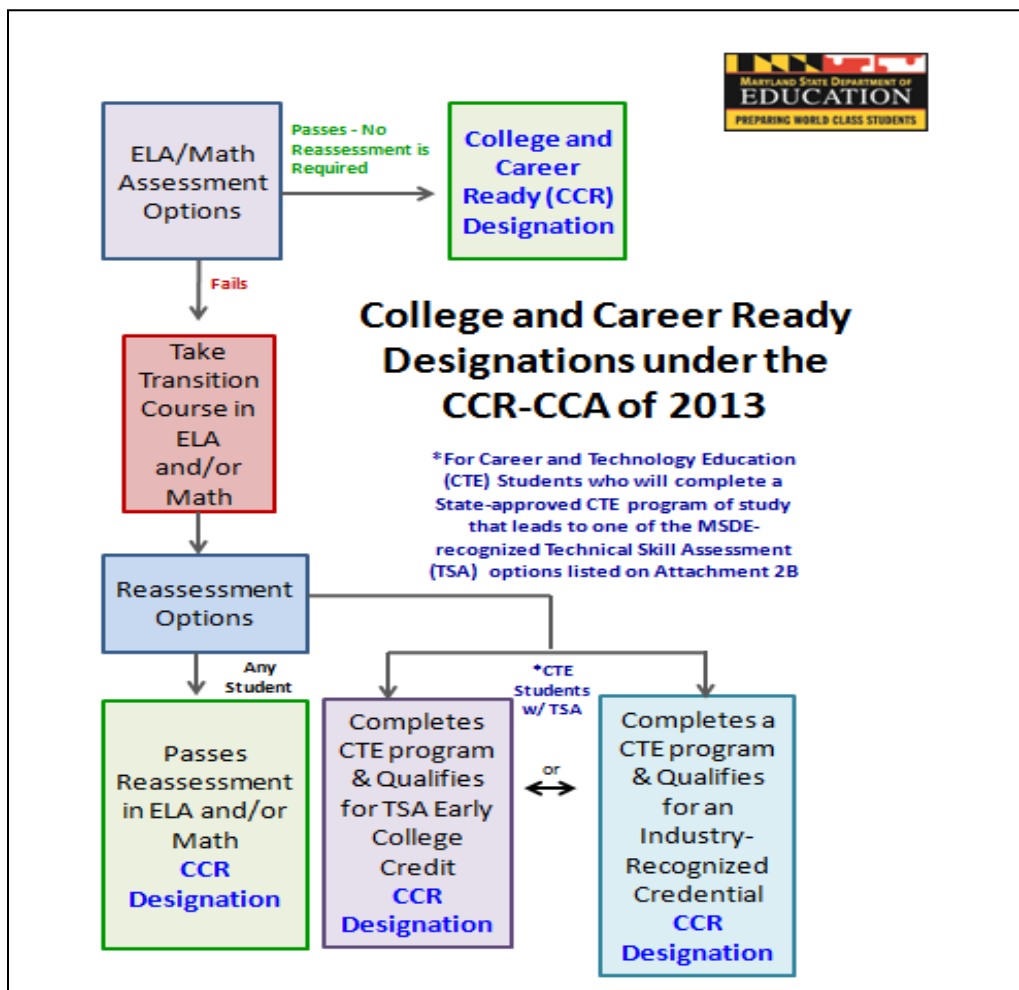 MARYLAND STATE DEPARTMENT OF
EDUCATION
PREPARING WORLD CLASS STUDENTS
ELA/Math
Assessment
Options
Passes - No
Reassessment is
Required
College and
Career
Ready (CCR)
Designation
Fails
College and Career Ready
Designations under the
CCR-CCA of 2013
Take
Transition
Course in
ELA
and/or
Math
*For Career and Technology Education
(CTE) Students who will complete a
State-approved CTE program of study
that leads to one of the MSDE-
recognized Technical Skill Assessment
(TSA) options listed on Attachment 2B
Reassessment
Options
Any
Student
*CTE
Students
w/ TSA
Passes
Reassessment
in ELA and/or
Math
CCR
Designation
Completes
CTE program
& Qualifies
for TSA Early
College
Credit
CCR
Designation
or
Completes a
CTE program
& Qualifies
for an
Industry-
Recognized
Credential
CCR
Designation